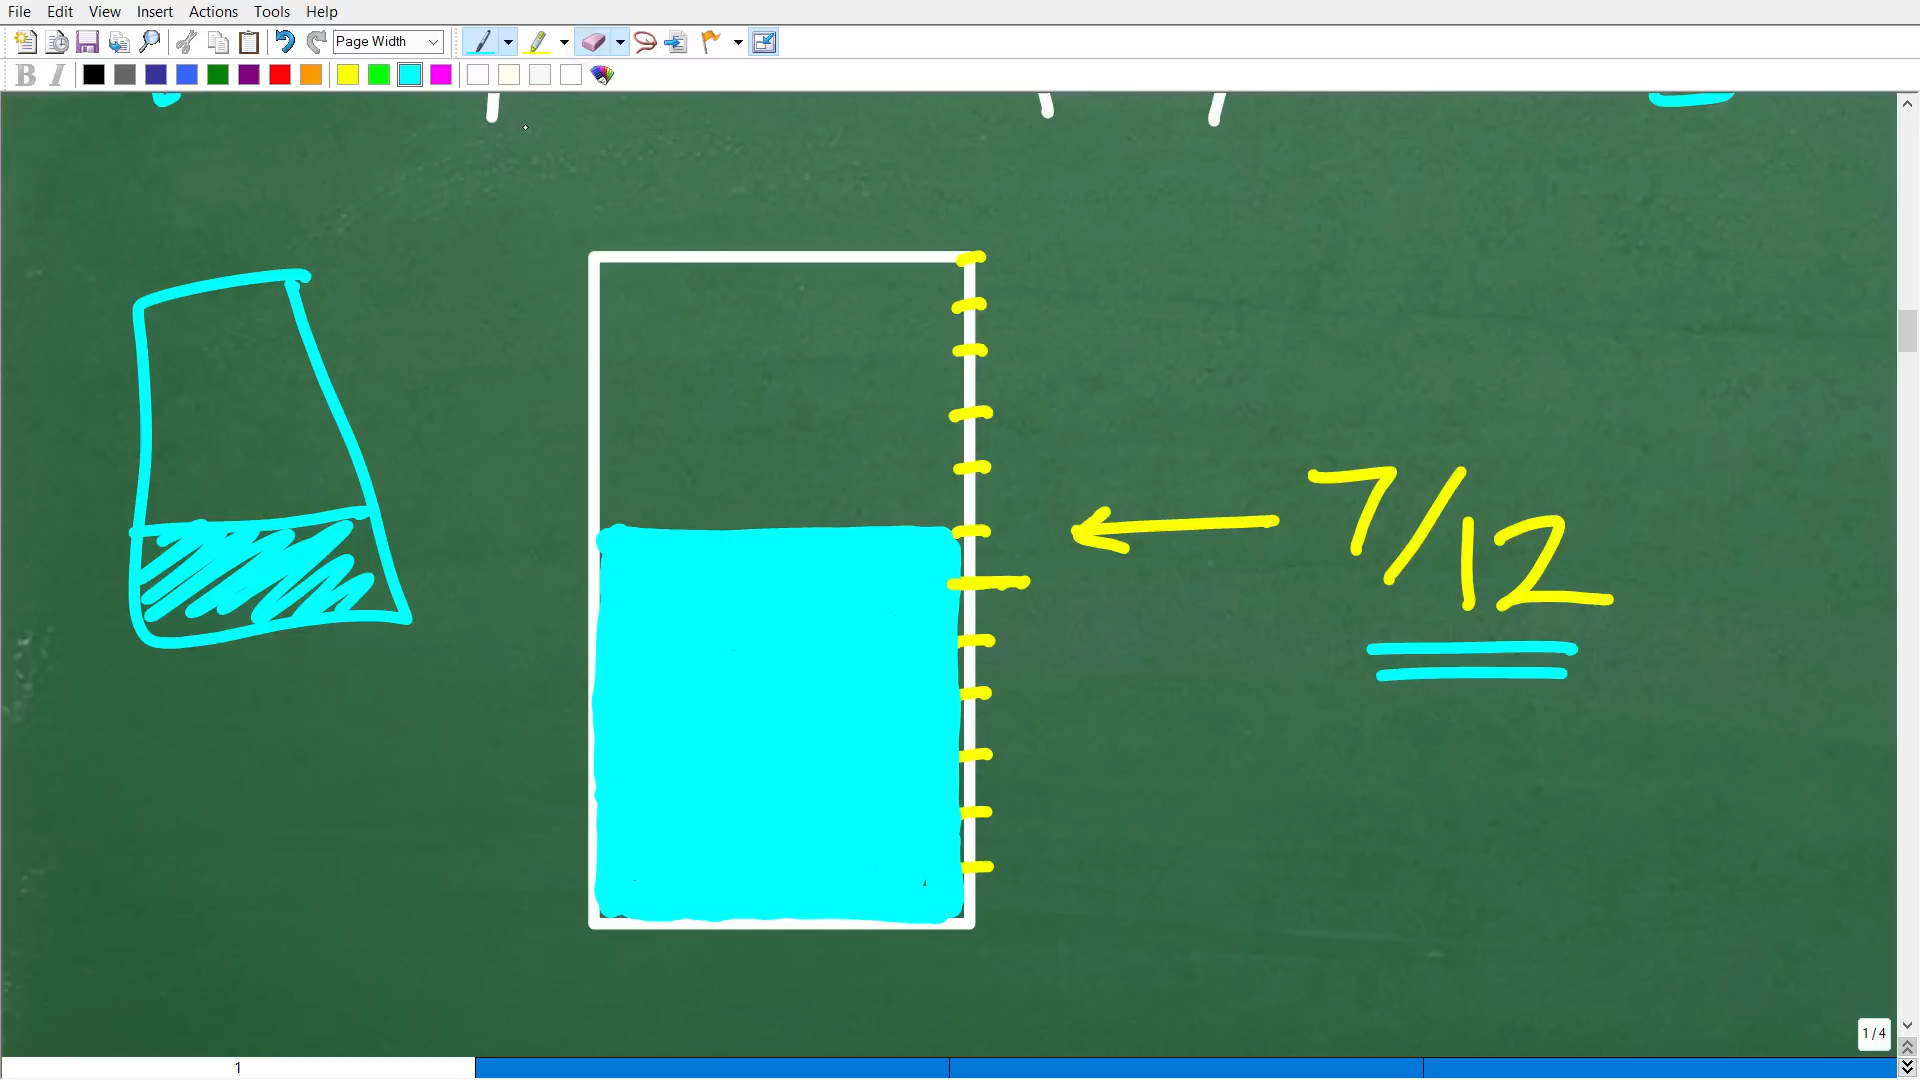 File Edit View Insert Actions Tools Help
Page Width
B I
7/12
1/4
1